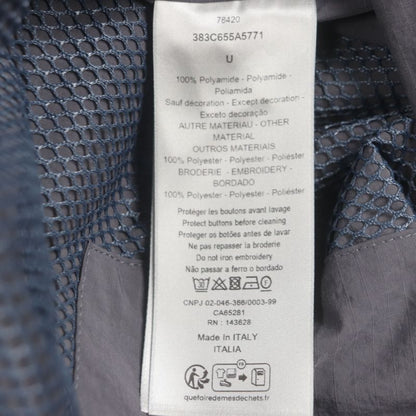 78420
383C655A5771
U
100% Polyamide - Polyamide -
Poliamida
Sauf décoration - Except decoration -
Exceto decoração
AUTRE MATERIAU - OTHER
MATERIAL
OUTROS MATERIAIS
100% Polyester - Polyester - Poliéster
BRODERIE - EMBROIDERY -
BORDADO
100% Polyester - Polyester - Poliéster
Protéger les boutons avant lavage
Protect buttons before cleaning
Proteger os botões antes de lavar
Ne pas repasser la broderie
Do not iron embroidery
Não passar a ferro o bordado
CNPJ 02-046-366/0003-99
CA65281
RN : 143628
Made In ITALY
ITALIA
quefairedemesdechets.fr